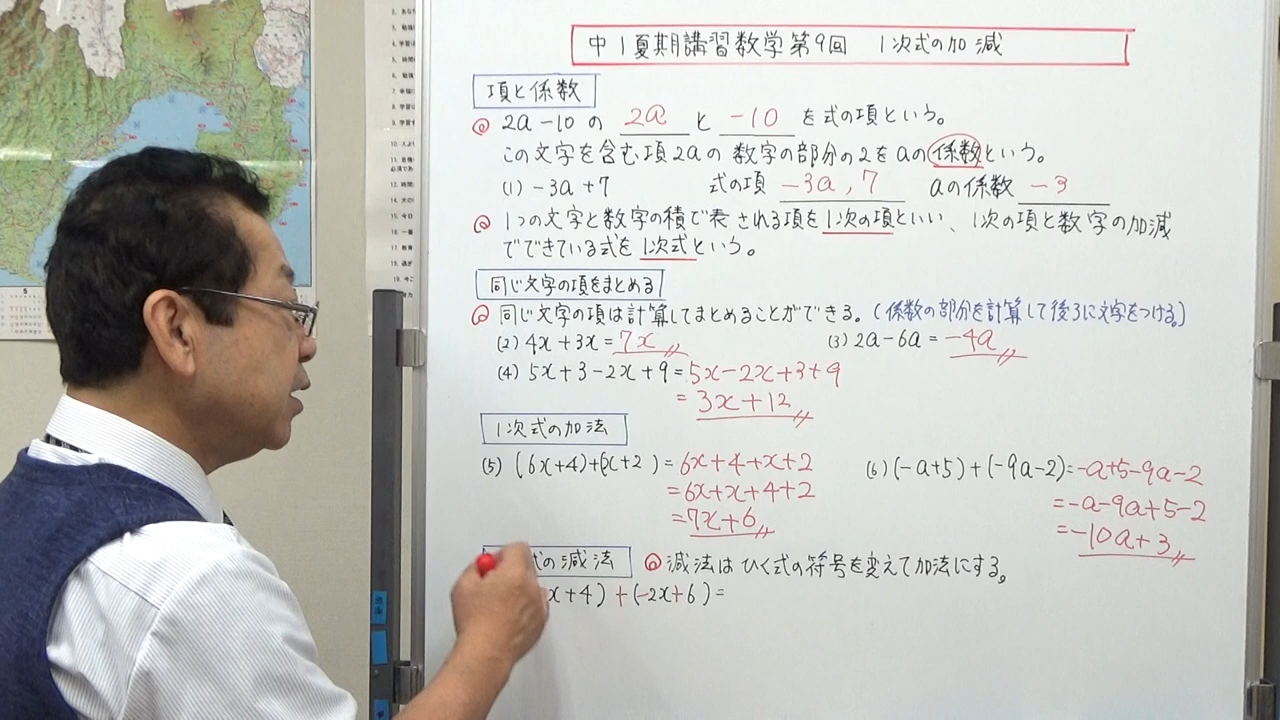 中1夏期講習数学第9回 1次式の加減
項と係数
◎ 2a-10 の 2a と -10 を式の項という。
この文字を含む項2aの 数字の部分の2をaの係数という。
(1) -3a+7 式の項 -3a, 7 aの係数 -3
◎ 1つの文字と数字の積で表される項を1次の項といい、1次の項と数字の加減
でできている式を1次式という。
同じ文字の項をまとめる
◎ 同じ文字の項は計算してまとめることができる。(係数の部分を計算して後ろに文字をつける。)
(2) 4x+3x=7x (3) 2a-6a=-4a
(4) 5x+3-2x+9=5x-2x+3+9
=3x+12
1次式の加法
(5) (6x+4)+(x+2)=6x+4+x+2 (6) (-a+5)+(-9a-2)=-a+5-9a-2
=6x+x+4+2 =-a-9a+5-2
=7x+6 =-10a+3
式の減法 ◎ 減法はひく式の符号を変えて加法にする。
x+4)+(-2x+6)=